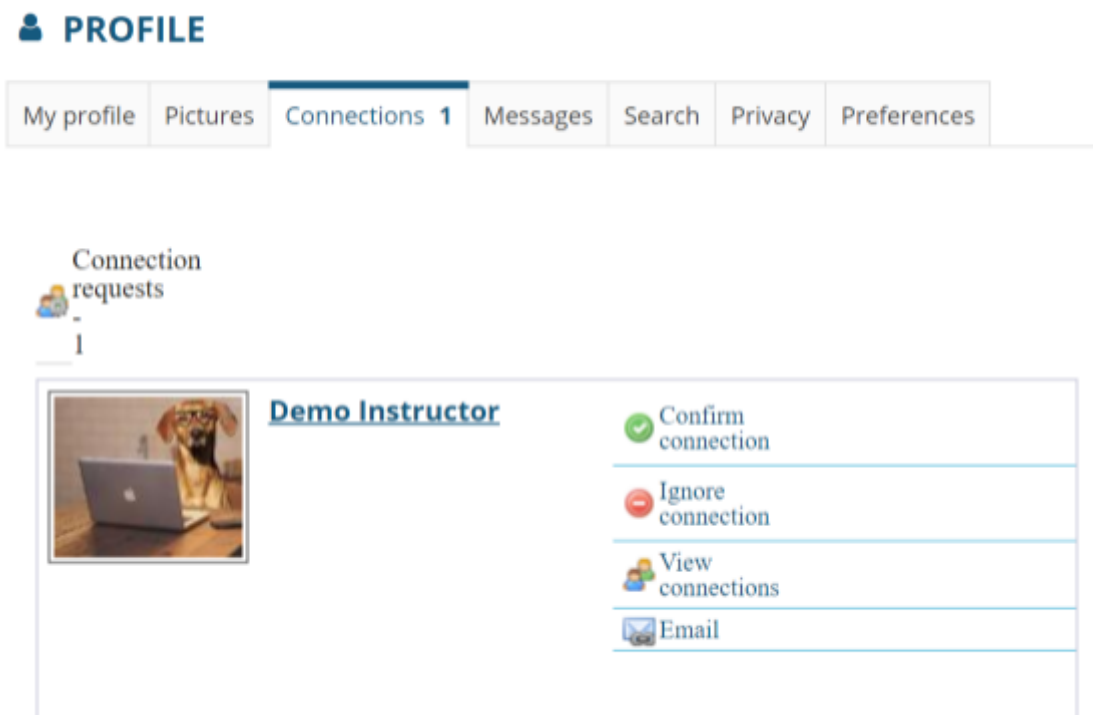 PROFILE
My profile Pictures Connections 1 Messages Search Privacy Preferences
Connection
requests
-
1
Demo Instructor
Confirm
connection
Ignore
connection
View
connections
Email